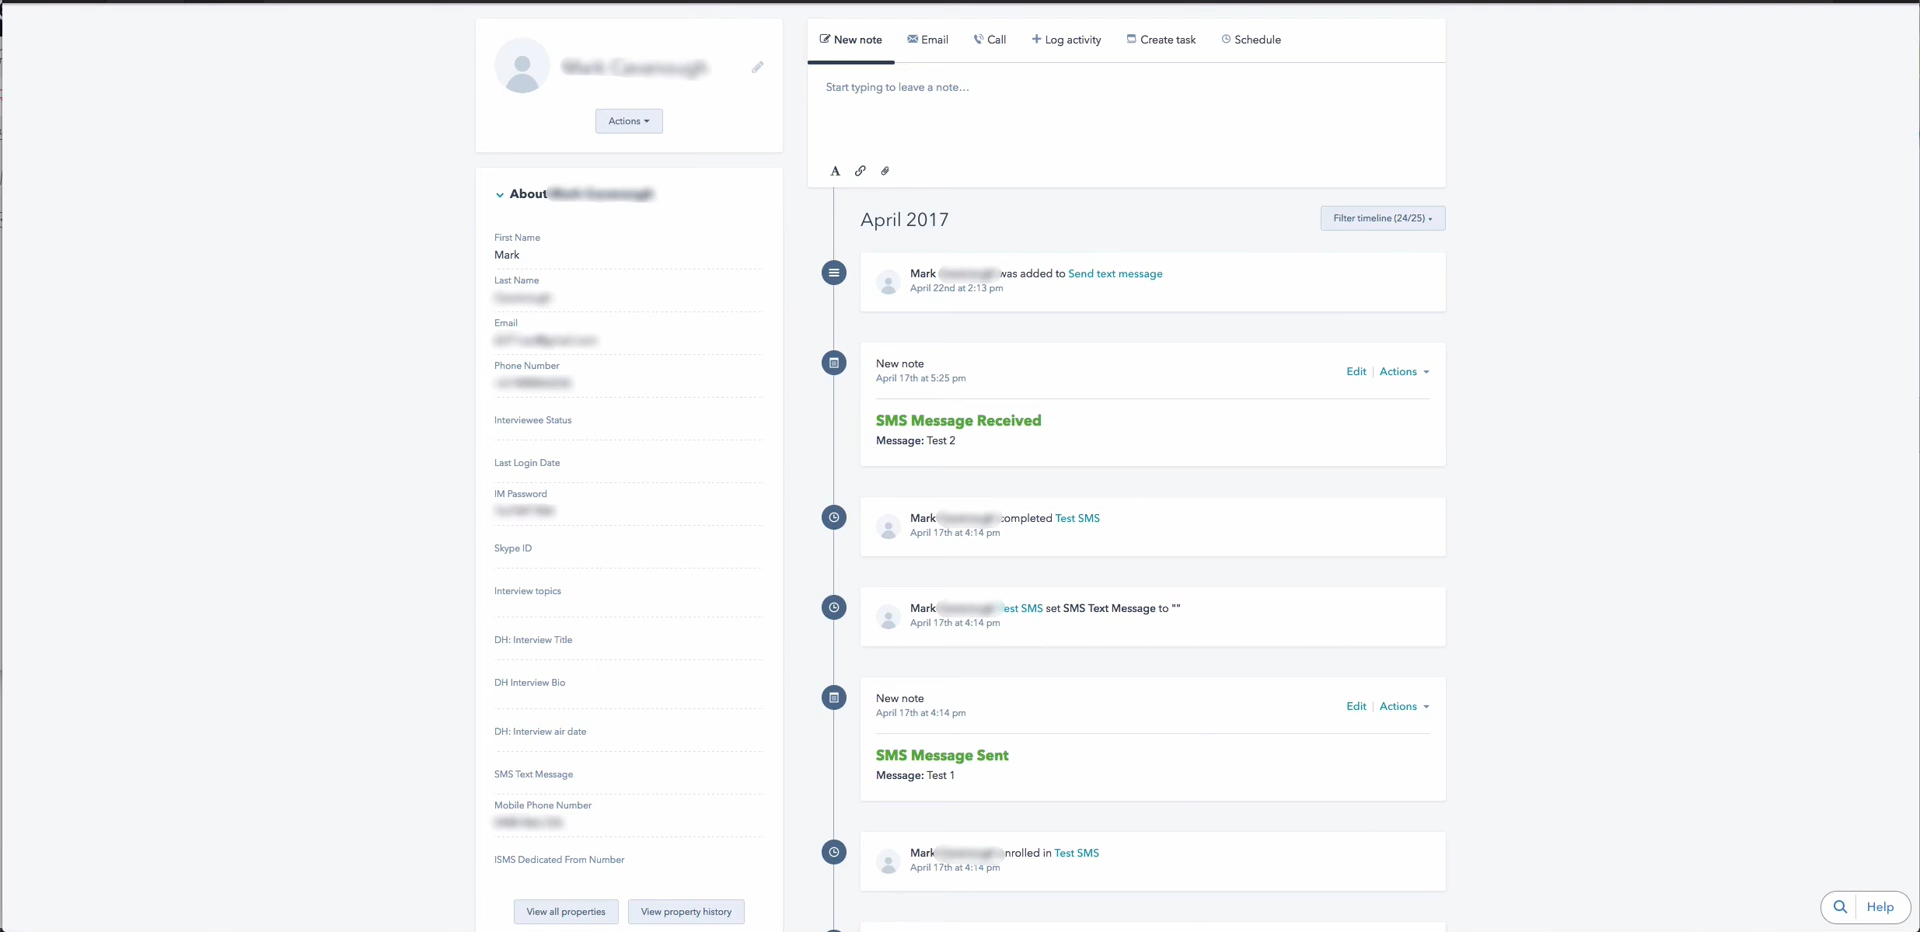 Actions
About
First Name
Mark
Last Name
Email
Phone Number
Interviewee Status
Last Login Date
IM Password
Skype ID
Interview topics
DH: Interview Title
DH Interview Bio
DH: Interview air date
SMS Text Message
Mobile Phone Number
ISMS Dedicated From Number
View all properties
View property history
New note
Email
Call
Log activity
Create task
Schedule
Start typing to leave a note...
A
April 2017
Filter timeline (24/25)
Mark was added to Send text message
April 22nd at 2:13 pm
New note
April 17th at 5:25 pm
Edit | Actions
SMS Message Received
Message: Test 2
Mark completed Test SMS
April 17th at 4:14 pm
Mark est SMS set SMS Text Message to ""
April 17th at 4:14 pm
New note
April 17th at 4:14 pm
Edit | Actions
SMS Message Sent
Message: Test 1
Mark nrolled in Test SMS
April 17th at 4:14 pm
Help